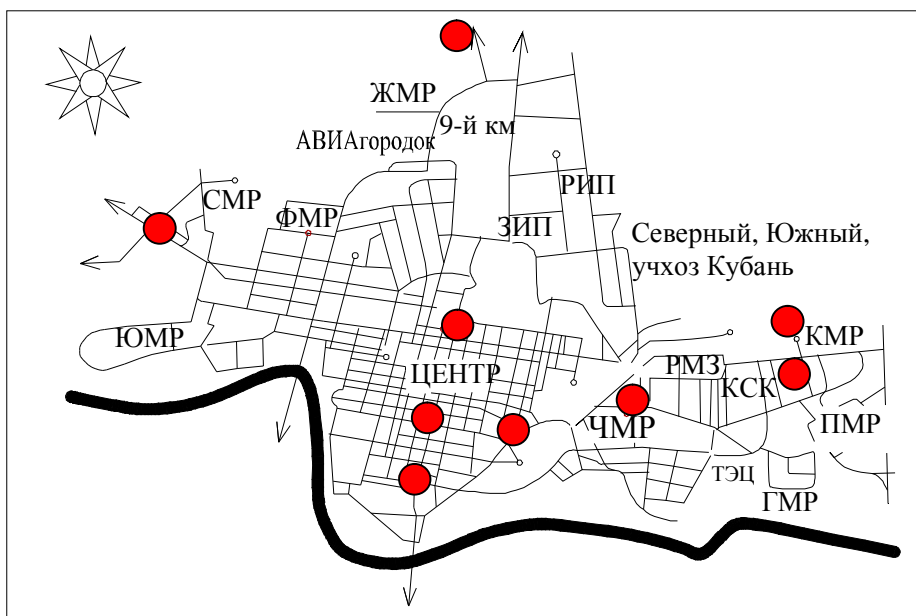 ЖМР
9-й км
АВИАгородок
РИП
СМР
ФМР
ЗИП
Северный, Южный,
учхоз Кубань
ЮМР
КМР
ЦЕНТР
РМЗ
КСК
ЧМР
ПМР
ТЭЦ
ГМР